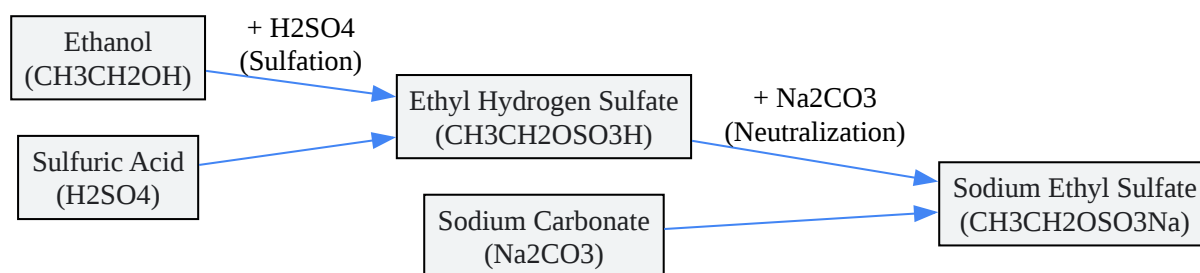 Ethanol
(CH3CH2OH)
+ H2SO4
(Sulfation)
Sulfuric Acid
(H2SO4)
Ethyl Hydrogen Sulfate
(CH3CH2OSO3H)
+ Na2CO3
(Neutralization)
Sodium Carbonate
(Na2CO3)
Sodium Ethyl Sulfate
(CH3CH2OSO3Na)